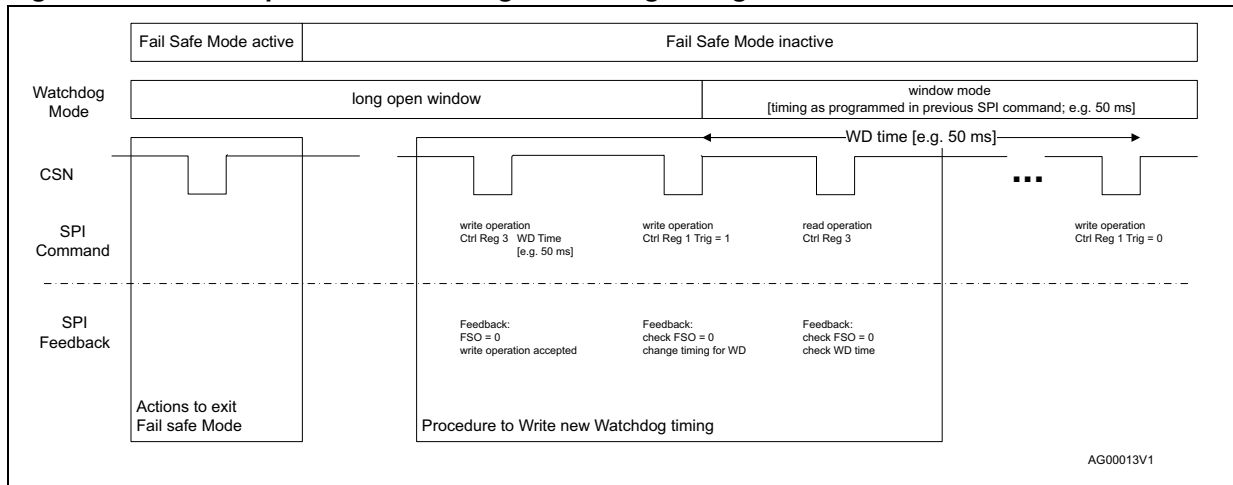 Fail Safe Mode active
Fail Safe Mode inactive
Watchdog
Mode
long open window
window mode
[timing as programmed in previous SPI command; e.g. 50 ms]
WD time [e.g. 50 ms]
CSN
...
SPI
Command
write operation
Ctrl Reg 3 WD Time
[e.g. 50 ms]
write operation
Ctrl Reg 1 Trig = 1
read operation
Ctrl Reg 3
write operation
Ctrl Reg 1 Trig = 0
SPI
Feedback
Feedback:
FSO = 0
write operation accepted
Feedback:
check FSO = 0
change timing for WD
Feedback:
check FSO = 0
check WD time
Actions to exit
Fail safe Mode
Procedure to Write new Watchdog timing
AG00013V1